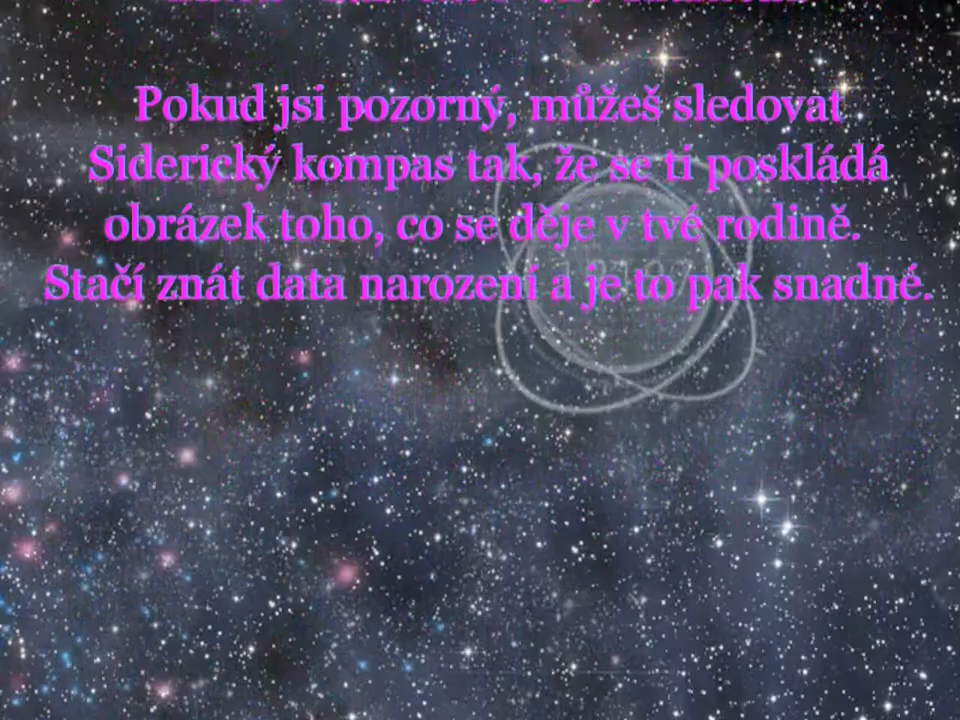 Pokud jsi pozorný, můžeš sledovat
Siderický kompas tak, že se ti poskládá
obrázek toho, co se děje v tvé rodině.
Stačí znát data narození a je to pak snadné.